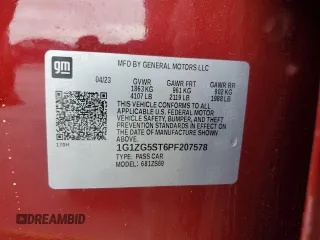 gm
MFD BY GENERAL MOTORS LLC
04/23 GVWR GAWR FRT GAWR RR
1863 KG 961 KG 902 KG
4107 LB 2119 LB 1988 LB
THIS VEHICLE CONFORMS TO ALL
APPLICABLE U.S. FEDERAL MOTOR
VEHICLE SAFETY, BUMPER, AND THEFT
PREVENTION STANDARDS IN EFFECT ON
THE DATE OF MANUFACTURE SHOWN ABOVE.
1G1ZG5ST6PF207578
TYPE: PASS CAR
MODEL:
DREAMBID